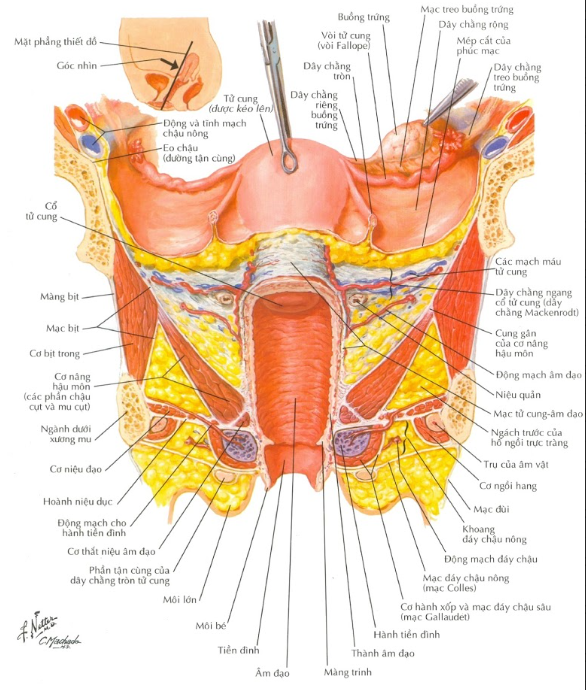 Mặt phẳng thiết đồ
Góc nhìn
Buồng trứng
Mạc treo buồng trứng
Dây chằng rộng
Vòi tử cung
(vòi Fallope)
Mép cắt của
phúc mạc
Dây chằng
tròn
Dây chằng
treo buồng
trứng
Tử cung
(được kéo lên)
Dây chằng
riêng
buồng
trứng
Động và tĩnh mạch
chậu nông
Eo chậu
(đường tận cùng)
Cổ
tử cung
Màng bịt
Mạc bịt
Cơ bịt trong
Cơ nâng
hậu môn
(các phần chậu
cụt và mu cụt)
Ngành dưới
xương mu
Cơ niệu đạo
Hoành niệu dục
Động mạch cho
hành tiền đình
Cơ thắt niệu âm đạo
Phần tận cùng của
dây chằng tròn tử cung
Môi lớn
Môi bé
Tiền đình
Âm đạo
Các mạch máu
tử cung
Dây chằng ngang
cổ tử cung (dây
chằng Mackenrodt)
Cung gân
của cơ nâng
hậu môn
Động mạch âm đạo
Niệu quản
Mạc tử cung-âm đạo
Ngách trước của
hố ngồi trực tràng
Trụ của âm vật
Cơ ngồi hang
Mạc đùi
Khoang
đáy chậu nông
Động mạch đáy chậu
Mạc đáy chậu nông
(mạc Colles)
Cơ hành xốp và mạc đáy chậu sâu
(mạc Gallaudet)
Hành tiền đình
Thành âm đạo
Màng trinh
F. Netter
M.D.
C. Machado
M.D.